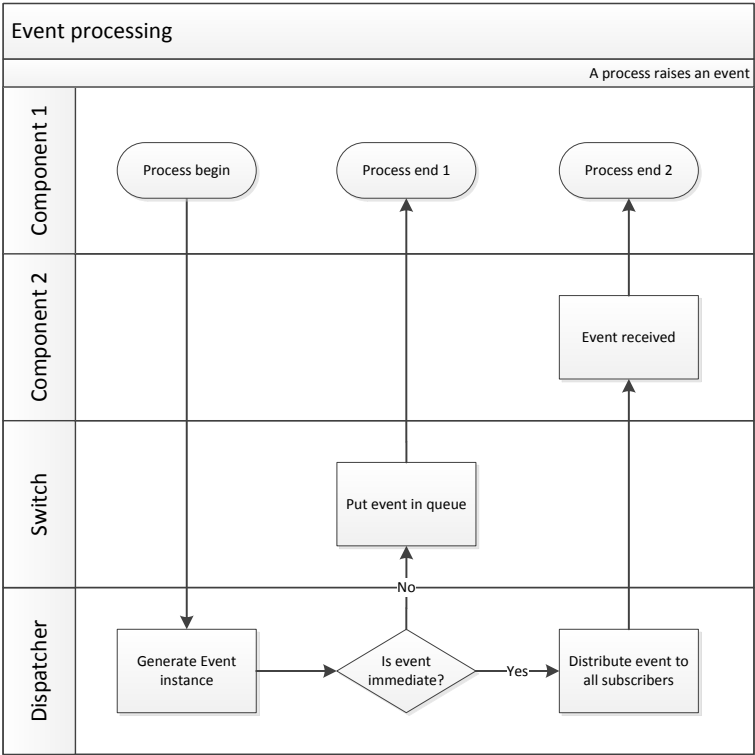 Event processing
A process raises an event
Component 1
Process begin
Process end 1
Process end 2
Component 2
Event received
Switch
Put event in queue
No
Dispatcher
Generate Event
instance
Is event
immediate?
Yes
Distribute event to
all subscribers